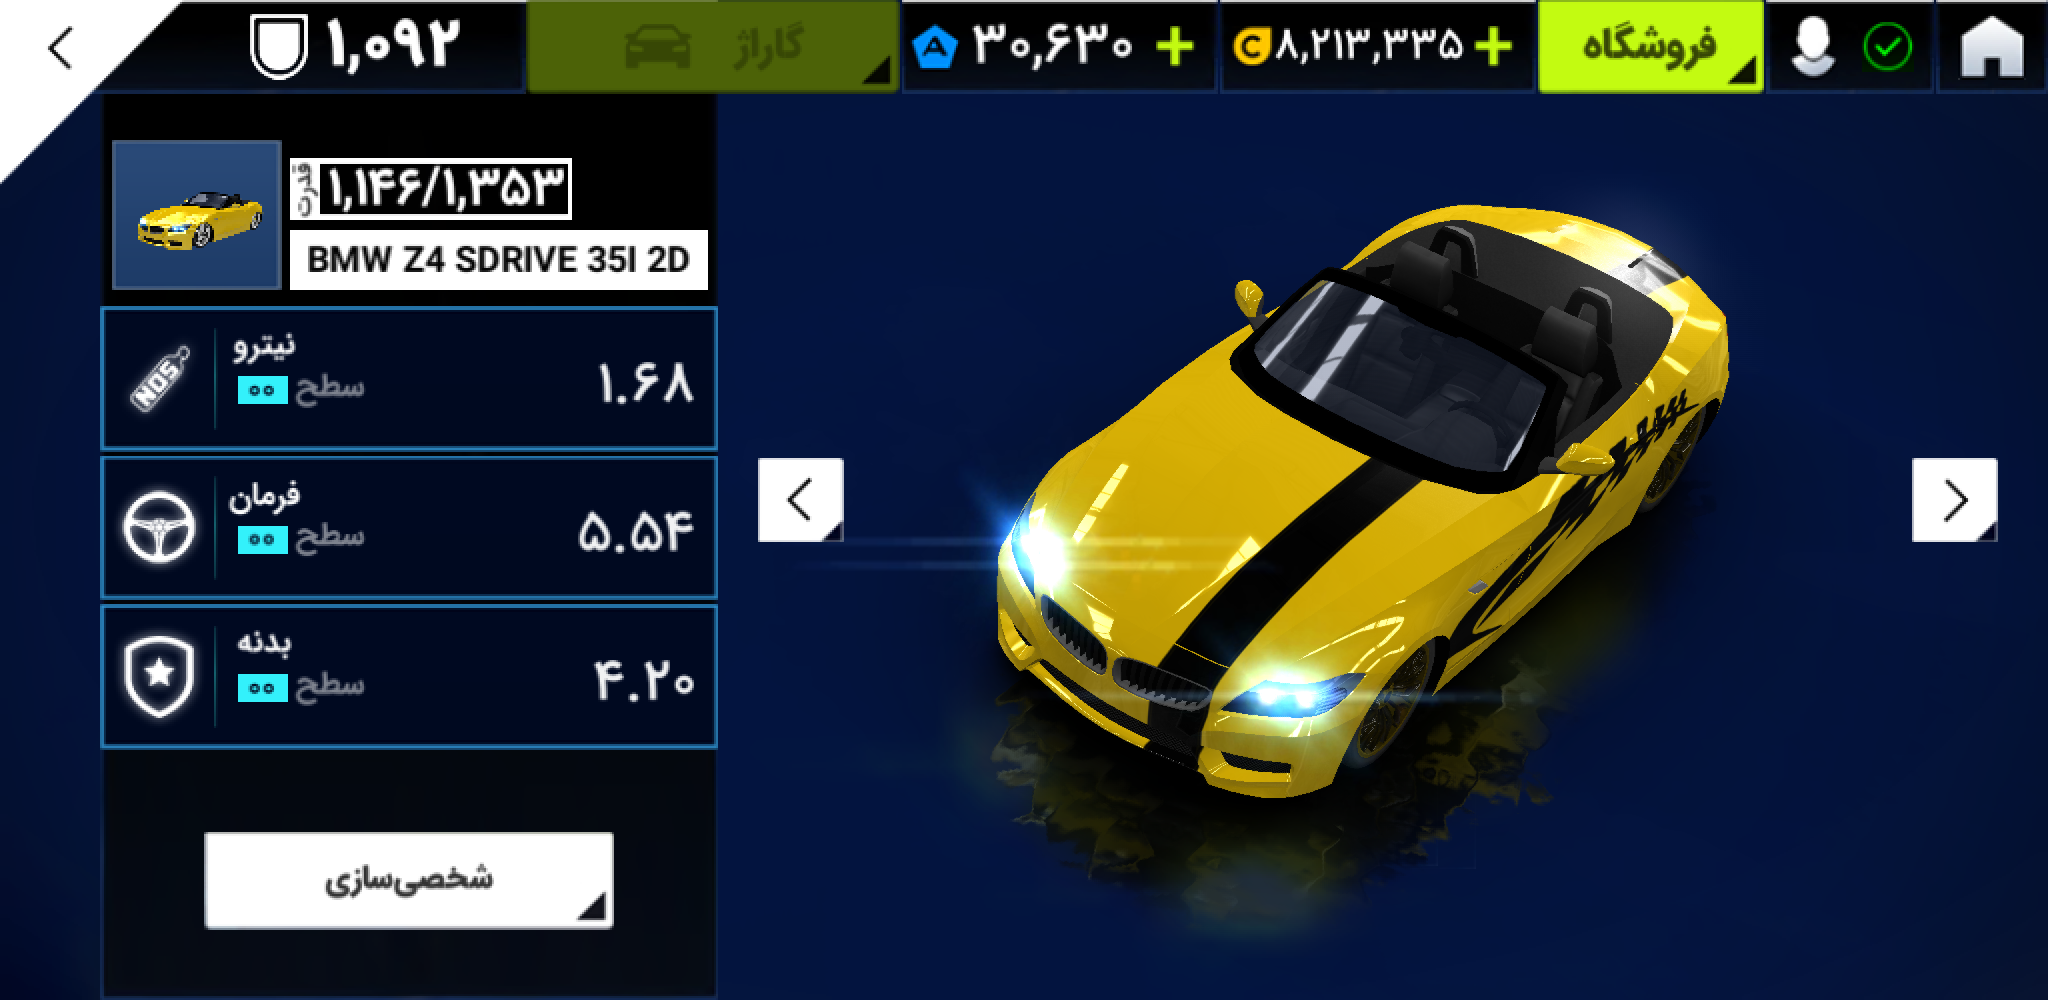 ۱,۰۹۲
گاراژ
۳۰,۶۳۰
۸,۲۱۳,۳۳۵
فروشگاه
قدرت
۱,۱۴۶/۱,۳۵۳
BMW Z4 SDRIVE 35I 2D
NOS
نیترو
سطح ۰۰
۱.۶۸
فرمان
سطح ۰۰
۵.۵۴
بدنه
سطح ۰۰
۴.۲۰
شخصی‌سازی